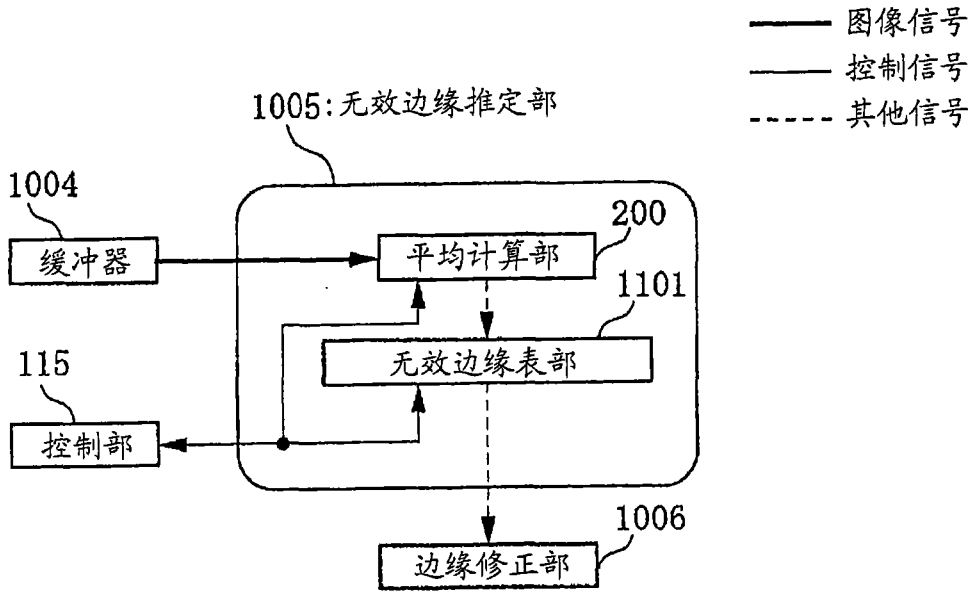 图像信号
控制信号
其他信号
1005:无效边缘推定部
1004
缓冲器
200
平均计算部
1101
无效边缘表部
115
控制部
1006
边缘修正部